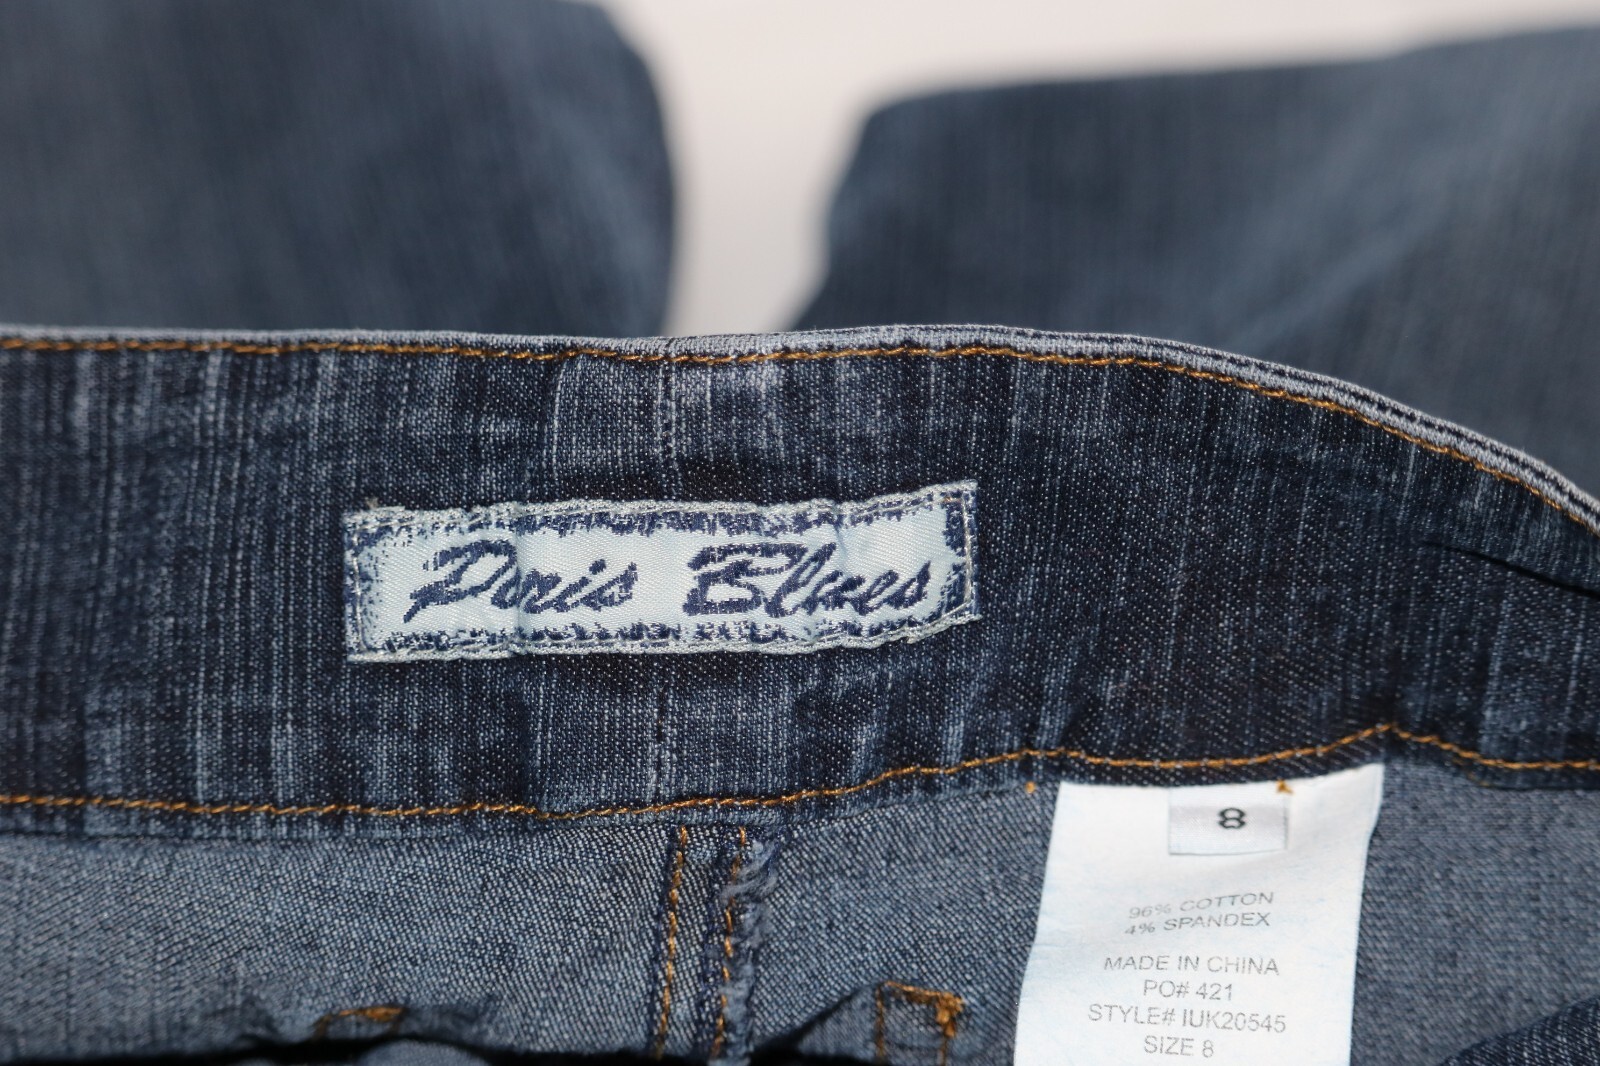 Paris Blues
8
96% COTTON
4% SPANDEX
MADE IN CHINA
PO# 421
STYLE# IUK20545
SIZE 8